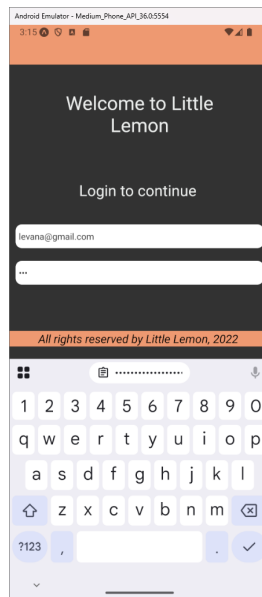 Android Emulator - Medium_Phone_API_36.0:5554
3:15
Welcome to Little
Lemon
Login to continue
levana@gmail.com
•••
All rights reserved by Little Lemon, 2022
1 2 3 4 5 6 7 8 9 0
q w e r t y u i o p
a s d f g h j k l
z x c v b n m
?123 , .